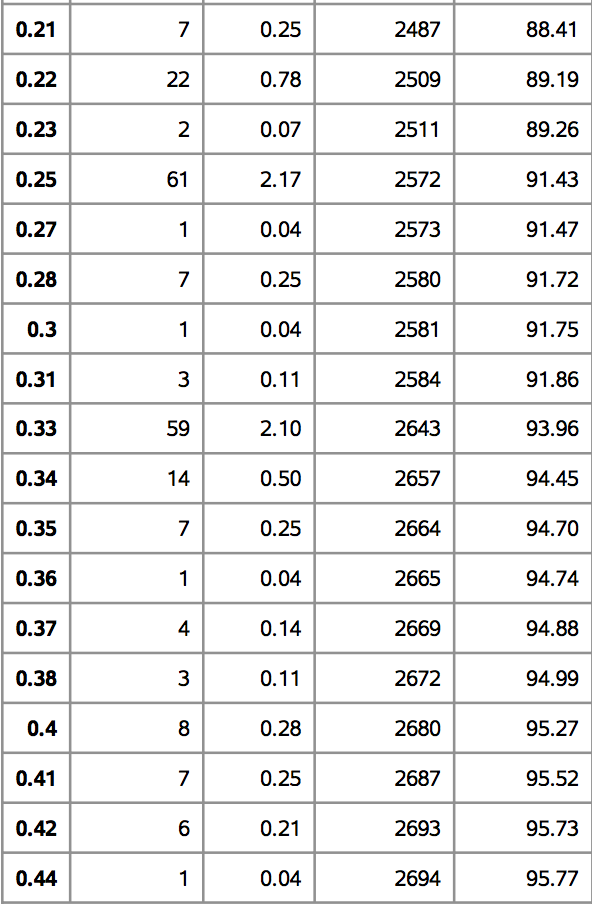 0.21 7 0.25 2487 88.41
0.22 22 0.78 2509 89.19
0.23 2 0.07 2511 89.26
0.25 61 2.17 2572 91.43
0.27 1 0.04 2573 91.47
0.28 7 0.25 2580 91.72
0.3 1 0.04 2581 91.75
0.31 3 0.11 2584 91.86
0.33 59 2.10 2643 93.96
0.34 14 0.50 2657 94.45
0.35 7 0.25 2664 94.70
0.36 1 0.04 2665 94.74
0.37 4 0.14 2669 94.88
0.38 3 0.11 2672 94.99
0.4 8 0.28 2680 95.27
0.41 7 0.25 2687 95.52
0.42 6 0.21 2693 95.73
0.44 1 0.04 2694 95.77